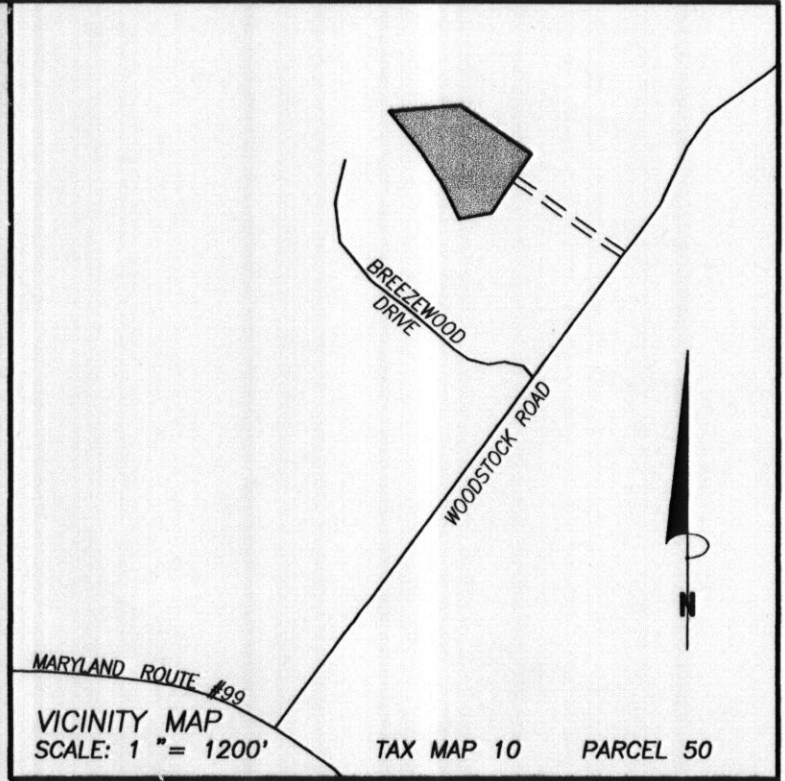 BREEZEWOOD
DRIVE
WOODSTOCK ROAD
N
MARYLAND ROUTE #99
VICINITY MAP
SCALE: 1 "= 1200' TAX MAP 10 PARCEL 50